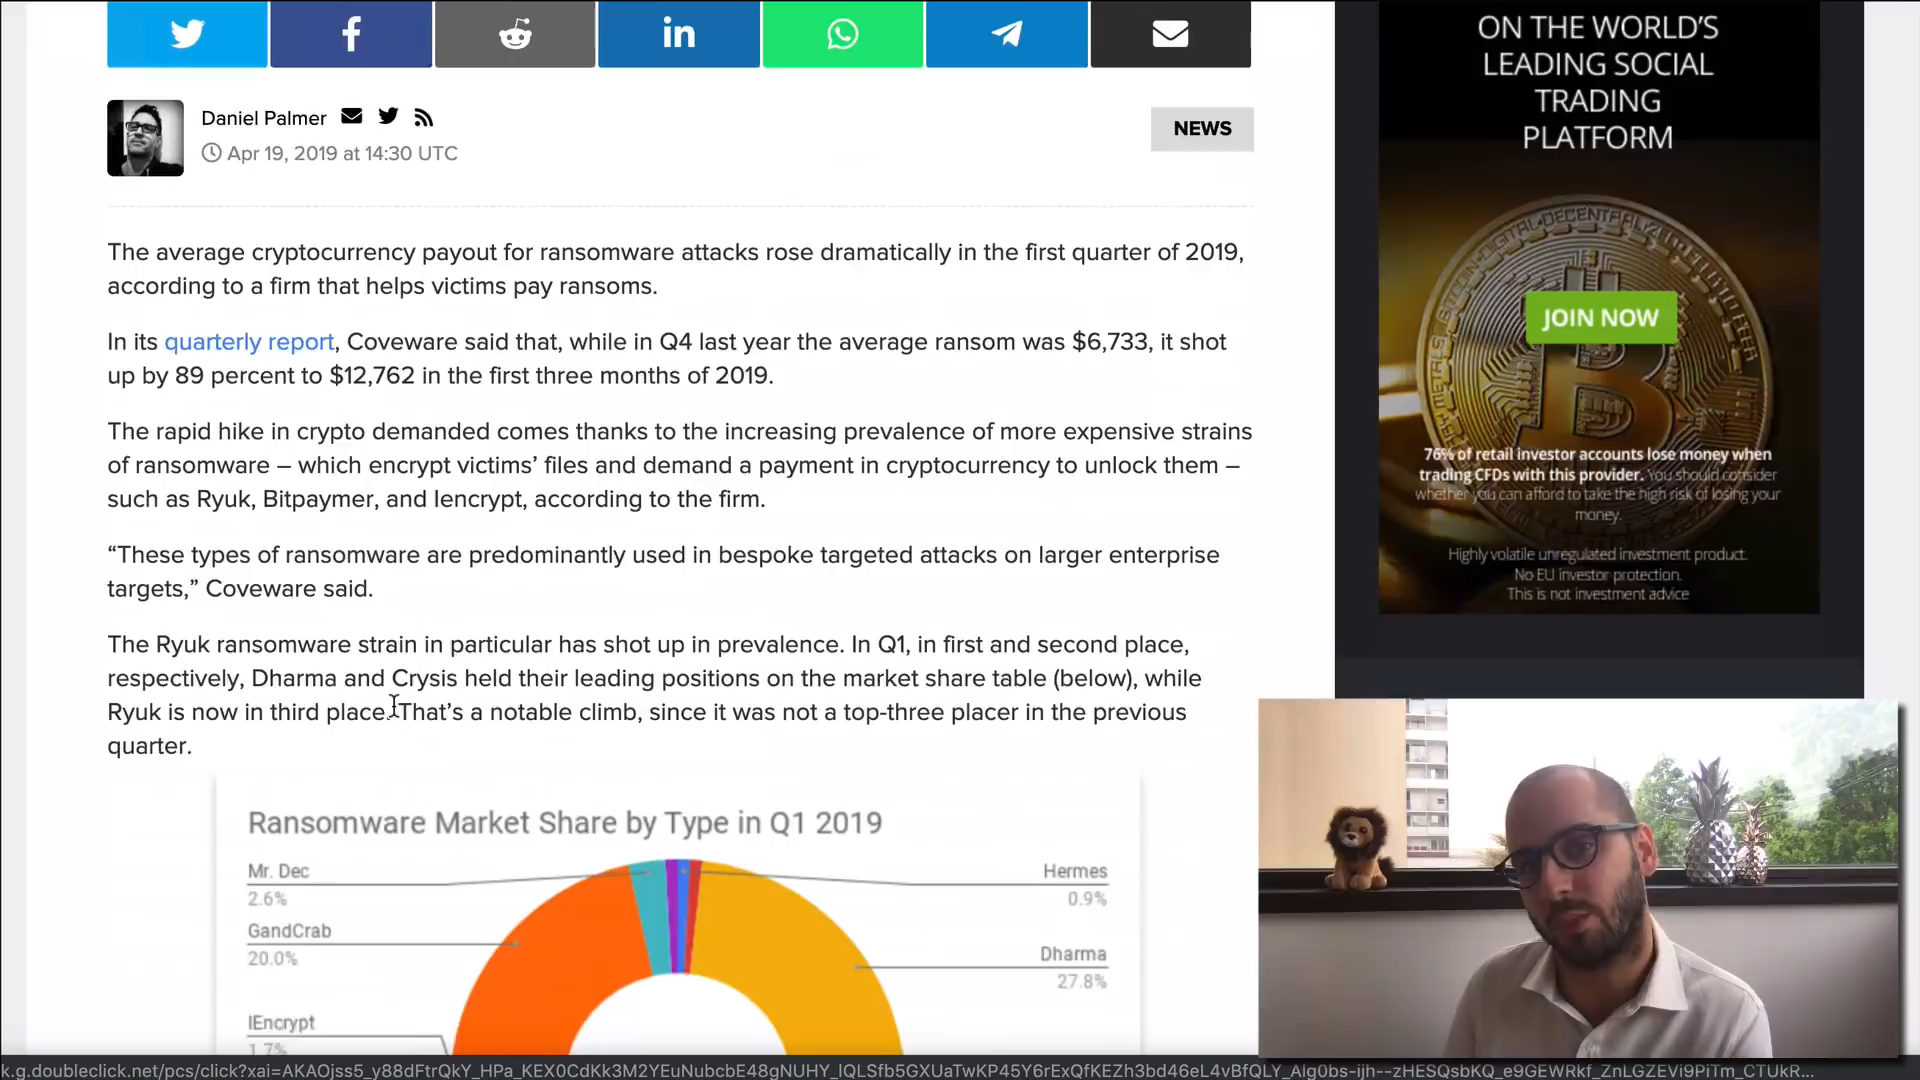 Daniel Palmer
Apr 19, 2019 at 14:30 UTC
NEWS
The average cryptocurrency payout for ransomware attacks rose dramatically in the first quarter of 2019,
according to a firm that helps victims pay ransoms.
In its quarterly report, Coveware said that, while in Q4 last year the average ransom was $6,733, it shot
up by 89 percent to $12,762 in the first three months of 2019.
The rapid hike in crypto demanded comes thanks to the increasing prevalence of more expensive strains
of ransomware – which encrypt victims’ files and demand a payment in cryptocurrency to unlock them –
such as Ryuk, Bitpaymer, and Iencrypt, according to the firm.
“These types of ransomware are predominantly used in bespoke targeted attacks on larger enterprise
targets,” Coveware said.
The Ryuk ransomware strain in particular has shot up in prevalence. In Q1, in first and second place,
respectively, Dharma and Crysis held their leading positions on the market share table (below), while
Ryuk is now in third place. That’s a notable climb, since it was not a top-three placer in the previous
quarter.
Ransomware Market Share by Type in Q1 2019
Mr. Dec
2.6%
GandCrab
20.0%
IEncrypt
1.7%
Hermes
0.9%
Dharma
27.8%
ON THE WORLD’S
LEADING SOCIAL
TRADING
PLATFORM
JOIN NOW
76% of retail investor accounts lose money when
trading CFDs with this provider. You should consider
whether you can afford to take the high risk of losing your
money.
Highly volatile unregulated investment product.
No EU investor protection.
This is not investment advice